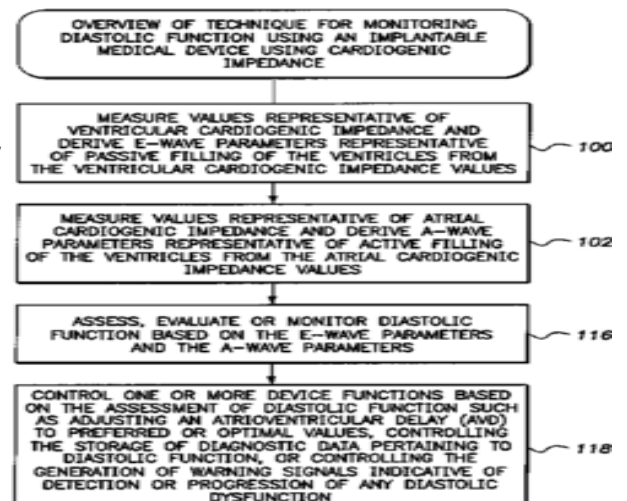 OVERVIEW OF TECHNIQUE FOR MONITORING
DIASTOLIC FUNCTION USING AN IMPLANTABLE
MEDICAL DEVICE USING CARDIOGENIC
IMPEDANCE
MEASURE VALUES REPRESENTATIVE OF
VENTRICULAR CARDIOGENIC IMPEDANCE AND
DERIVE E-WAVE PARAMETERS REPRESENTATIVE
OF PASSIVE FILLING OF THE VENTRICLES FROM
THE VENTRICULAR CARDIOGENIC IMPEDANCE VALUES
100
MEASURE VALUES REPRESENTATIVE OF ATRIAL
CARDIOGENIC IMPEDANCE AND DERIVE A-WAVE
PARAMETERS REPRESENTATIVE OF ACTIVE FILLING
OF THE VENTRICLES FROM THE ATRIAL CARDIOGENIC
IMPEDANCE VALUES
102
ASSESS, EVALUATE OR MONITOR DIASTOLIC
FUNCTION BASED ON THE E-WAVE PARAMETERS
AND THE A-WAVE PARAMETERS
116
CONTROL ONE OR MORE DEVICE FUNCTIONS BASED
ON THE ASSESSMENT OF DIASTOLIC FUNCTION SUCH
AS ADJUSTING AN ATRIOVENTRICULAR DELAY (AVD)
TO PREFERRED OR OPTIMAL VALUES, CONTROLLING
THE STORAGE OF DIAGNOSTIC DATA PERTAINING TO
DIASTOLIC FUNCTION, OR CONTROLLING THE
GENERATION OF WARNING SIGNALS INDICATIVE OF
DETECTION OR PROGRESSION OF ANY DIASTOLIC
DYSFUNCTION
118